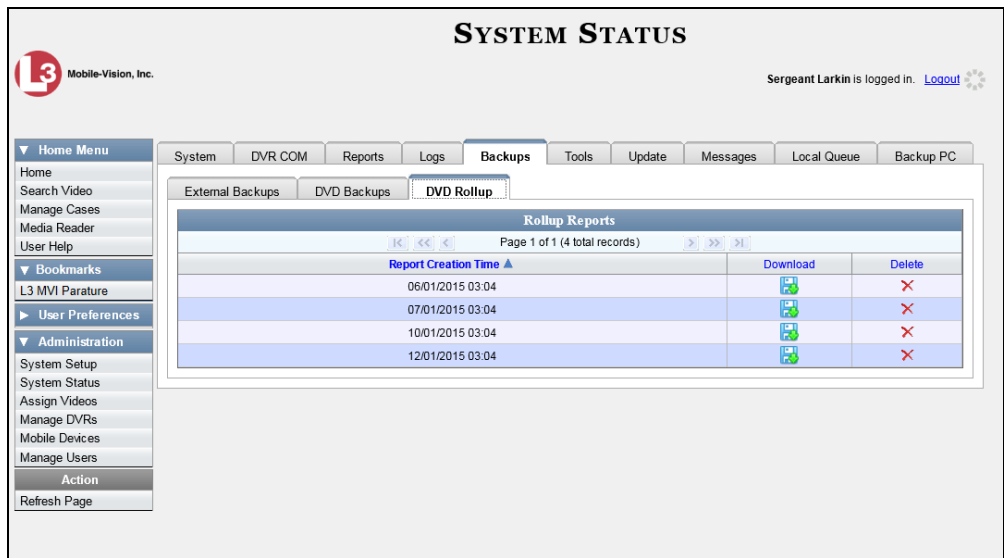 SYSTEM STATUS
L3 Mobile-Vision, Inc.
Sergeant Larkin is logged in. Logout
▼ Home Menu
Home
Search Video
Manage Cases
Media Reader
User Help
▼ Bookmarks
L3 MVI Parature
► User Preferences
▼ Administration
System Setup
System Status
Assign Videos
Manage DVRs
Mobile Devices
Manage Users
Action
Refresh Page
System DVR COM Reports Logs Backups Tools Update Messages Local Queue Backup PC
External Backups DVD Backups DVD Rollup
Rollup Reports
Page 1 of 1 (4 total records)
Report Creation Time ▲ Download Delete
06/01/2015 03:04
07/01/2015 03:04
10/01/2015 03:04
12/01/2015 03:04